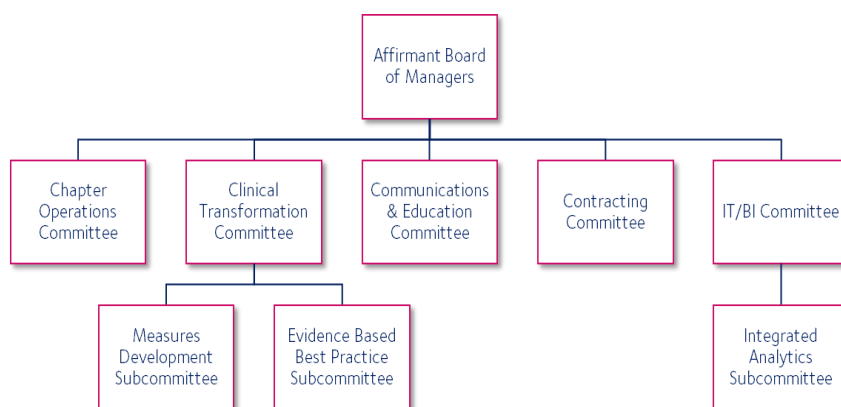 Affirmant Board
of Managers
Chapter
Operations
Committee
Clinical
Transformation
Committee
Communications
& Education
Committee
Contracting
Committee
IT/BI Committee
Measures
Development
Subcommittee
Evidence Based
Best Practice
Subcommittee
Integrated
Analytics
Subcommittee